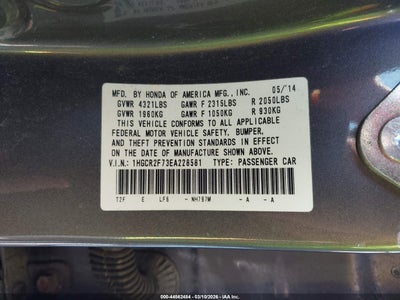 MFD. BY HONDA OF AMERICA MFG., INC. 05/14
GVWR 4321LBS GAWR F 2315LBS R 2050LBS
GVWR 1960KG GAWR F 1050KG R 930KG
THIS VEHICLE CONFORMS TO ALL APPLICABLE
FEDERAL MOTOR VEHICLE SAFETY, BUMPER,
AND THEFT PREVENTION STANDARDS IN EFFECT ON
THE DATE OF MANUFACTURE SHOWN ABOVE.
V.I.N.: 1HGCR2F73EA228561 TYPE: PASSENGER CAR
T2F E LF6 - NH797M - A - A
000-44562484 - 03/10/2026 - IAA Inc.